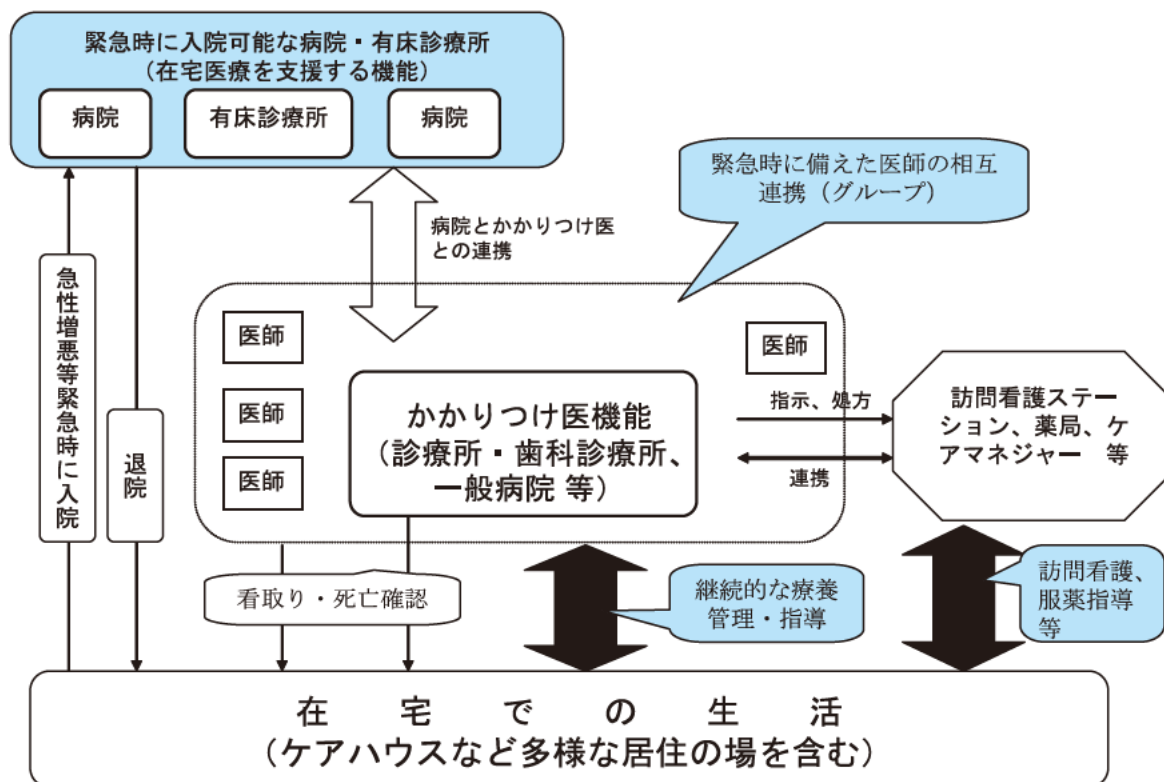 緊急時に入院可能な病院・有床診療所
(在宅医療を支援する機能)
病院
有床診療所
病院
緊急時に備えた医師の相互
連携（グループ）
病院とかかりつけ医
との連携
急性増悪等緊急時に入院
退院
医師
医師
医師
医師
かかりつけ医機能
（診療所・歯科診療所、
一般病院 等）
指示、処方
連携
訪問看護ステー
ション、薬局、ケ
アマネジャー 等
看取り・死亡確認
継続的な療養
管理・指導
訪問看護、
服薬指導
等
在 宅 で の 生 活
（ケアハウスなど多様な居住の場を含む）